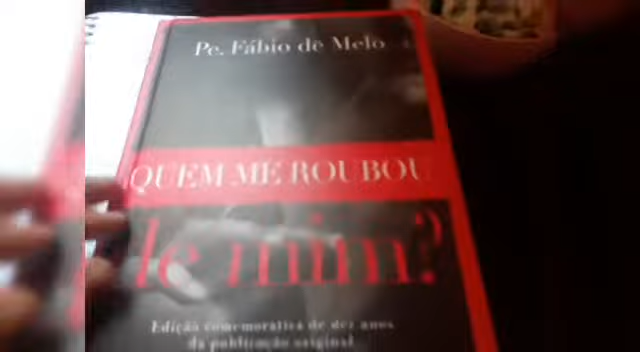 Pe. Fábio de Melo
QUEM ME ROUBOU
de mim?
Edição comemorativa de dez anos
da publicação original